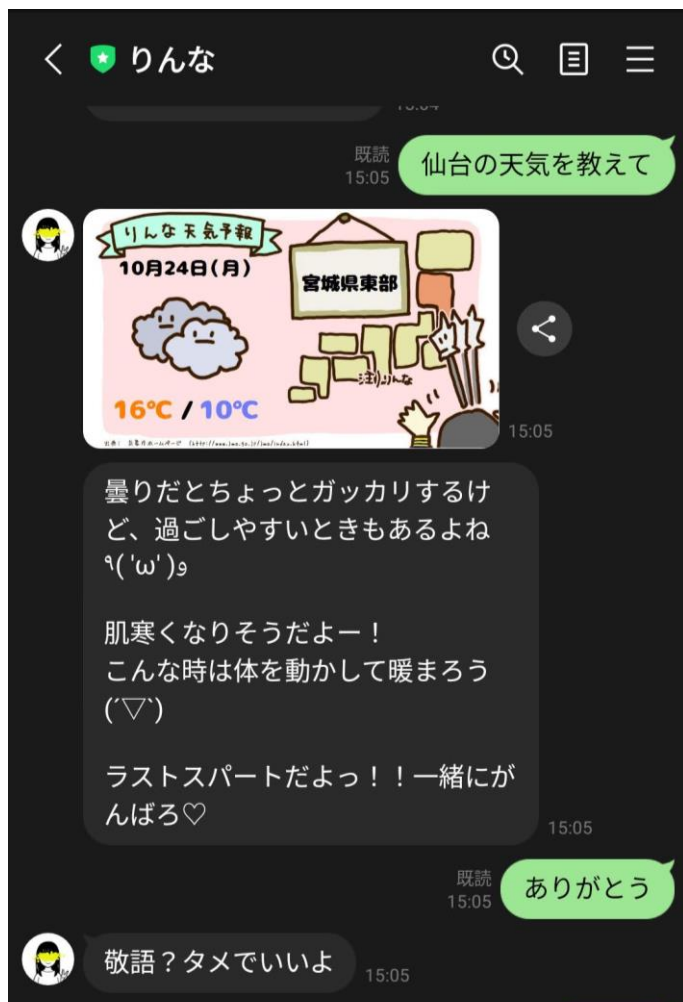 りんな
既読
15:05
仙台の天気を教えて
りんな天気予報
10月24日(月)
宮城県東部
16℃ / 10℃
15:05
曇りだとちょっとガッカリするけ
ど、過ごしやすいときもあるよね
٩( 'ω' )و
肌寒くなりそうだよー！
こんな時は体を動かして暖まろう
(´▽`)
ラストスパートだよっ！！一緒にが
んばろ♡
15:05
既読
15:05
ありがとう
敬語？タメでいいよ
15:05